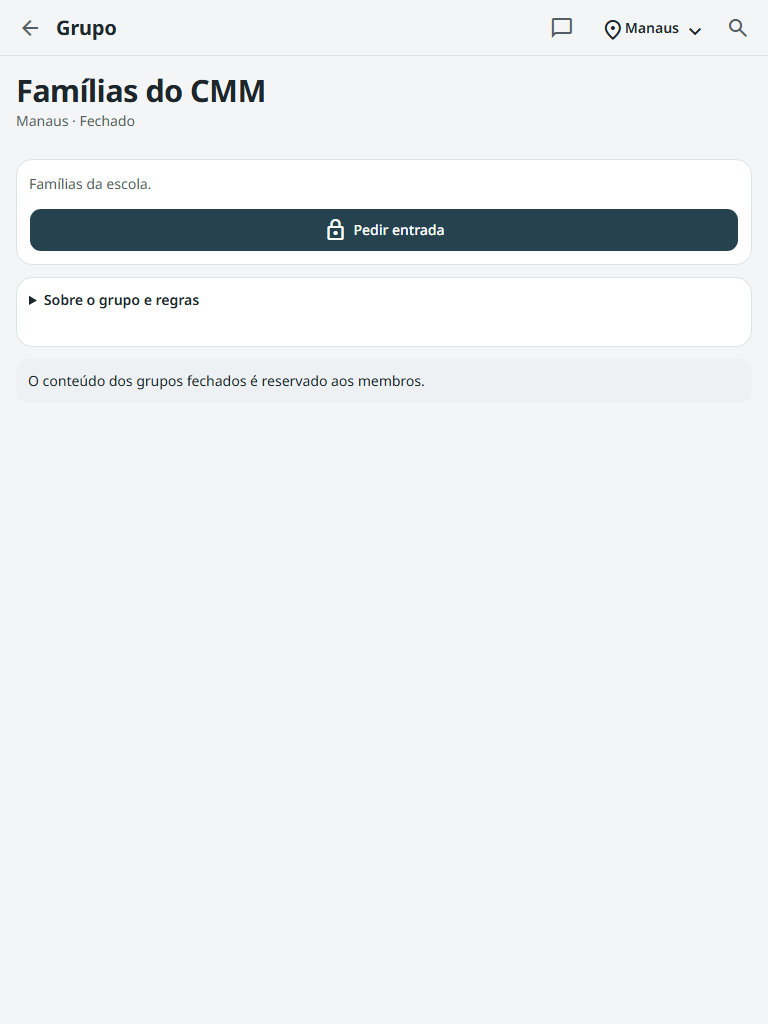 Grupo
Manaus
Famílias do CMM
Manaus · Fechado
Famílias da escola.
Pedir entrada
Sobre o grupo e regras
O conteúdo dos grupos fechados é reservado aos membros.